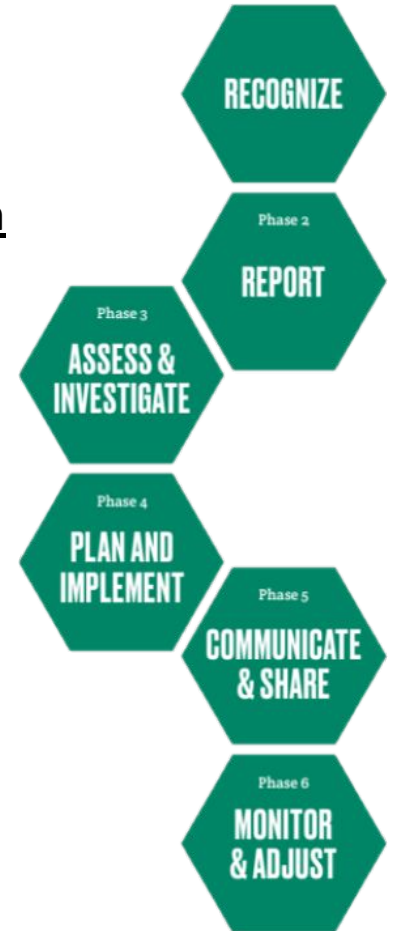 RECOGNIZE
Phase 2
REPORT
Phase 3
ASSESS &
INVESTIGATE
Phase 4
PLAN AND
IMPLEMENT
Phase 5
COMMUNICATE
& SHARE
Phase 6
MONITOR
& ADJUST